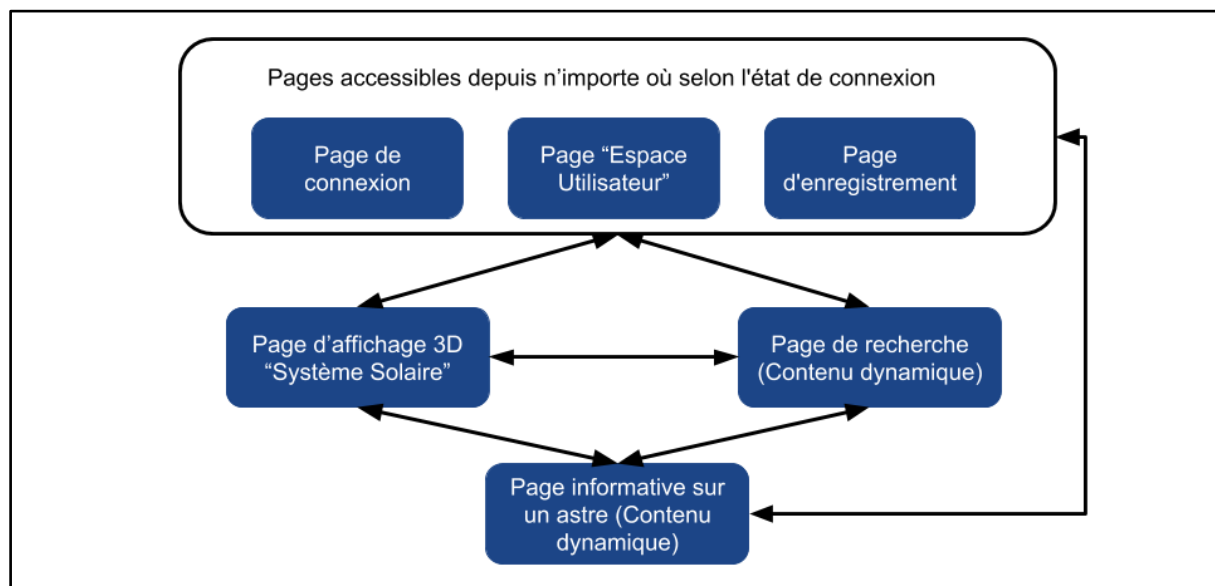 Pages accessibles depuis n’importe où selon l'état de connexion
Page de
connexion
Page “Espace
Utilisateur”
Page
d'enregistrement
Page d’affichage 3D
“Système Solaire”
Page de recherche
(Contenu dynamique)
Page informative sur
un astre (Contenu
dynamique)